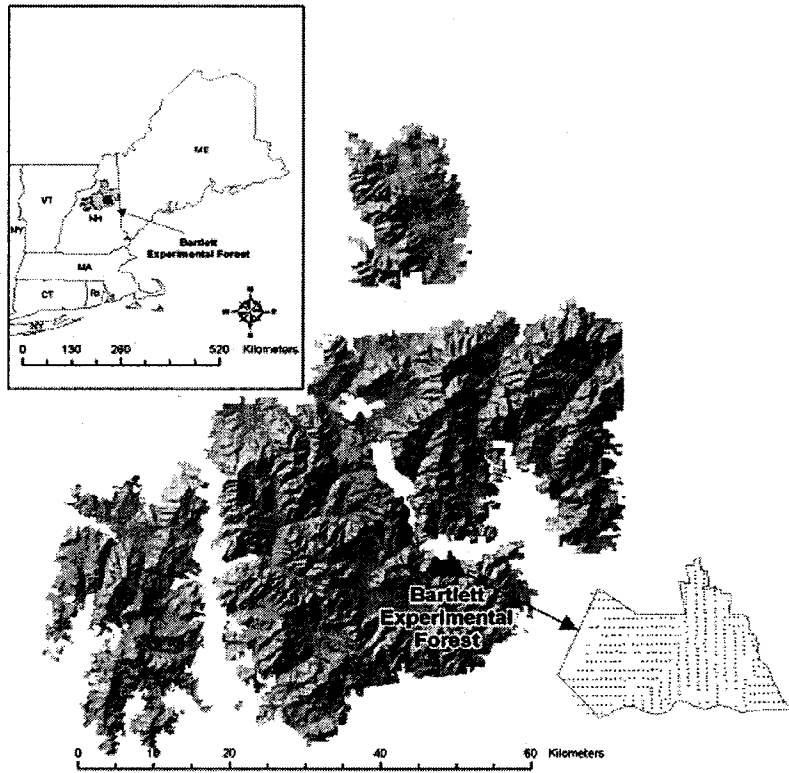 ME
VT
NH
NY
Bartlett
Experimental Forest
MA
CT
RI
NY
N
W
E
S
0 130 260 520 Kilometers
Bartlett
Experimental
Forest
0 10 20 40 60 Kilometers